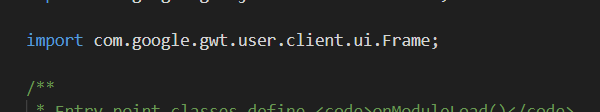 import com.google.gwt.user.client.ui.Frame;
/**
* Entry point classes define <code>onModuleLoad()</code>